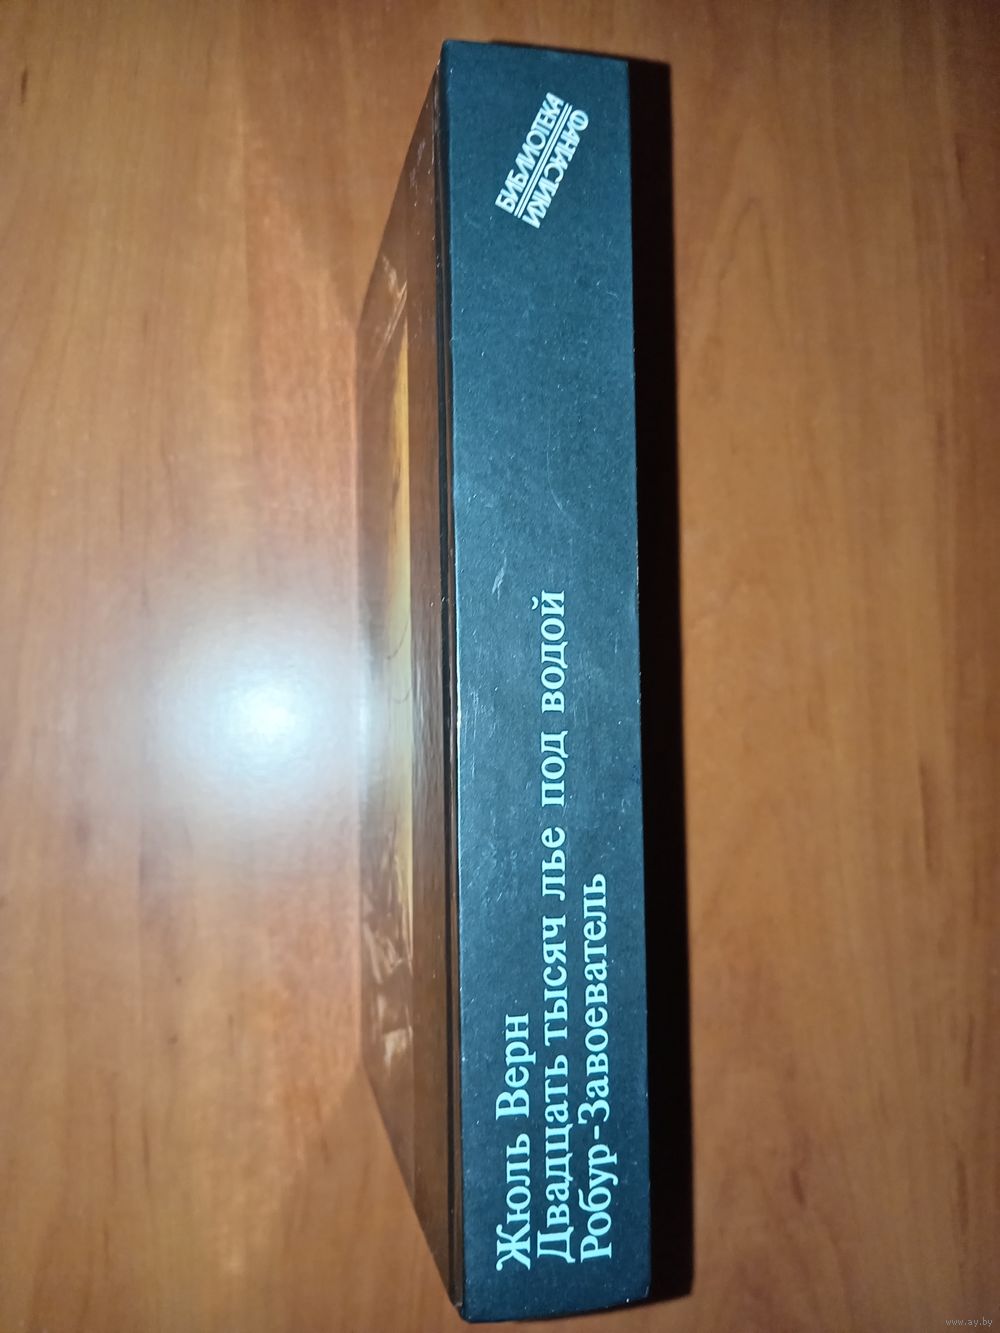 Жюль Верн
Двадцать тысяч лье под водой
Робур-Завоеватель
БИБЛИОТЕКА
ФАНТАСТИКИ
www.ay.by